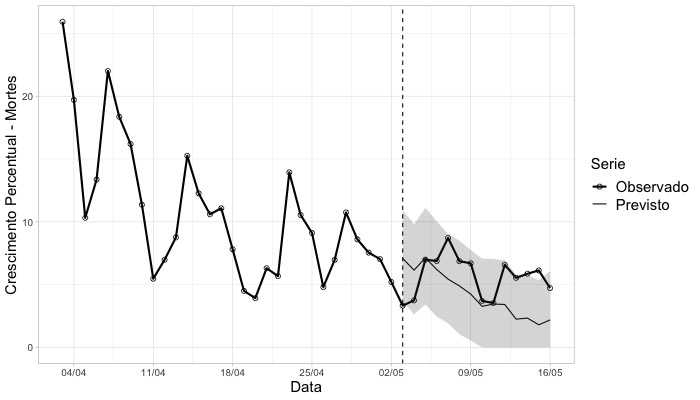 Crescimento Percentual - Mortes
20
10
0
04/04 11/04 18/04 25/04 02/05 09/05 16/05
Data
Serie
Observado
Previsto